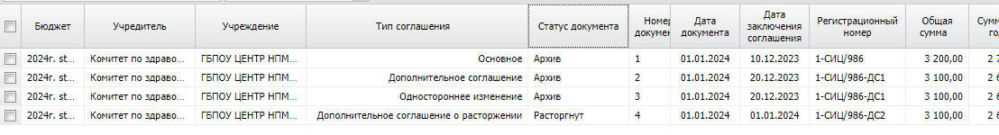 Бюджет Учредитель Учреждение Тип соглашения Статус документа Номер докумен Дата документа Дата заключения соглашения Регистрационный номер Общая сумма Сумм год
2024г. st... Комитет по здраво... ГБПОУ ЦЕНТР НПМ... Основное Архив 1 01.01.2024 10.12.2023 1-СИЦ/986 3 200,00 2 7
2024г. st... Комитет по здраво... ГБПОУ ЦЕНТР НПМ... Дополнительное соглашение Архив 2 01.01.2024 20.12.2023 1-СИЦ/986-ДС1 3 100,00 2 6
2024г. st... Комитет по здраво... ГБПОУ ЦЕНТР НПМ... Одностороннее изменение Архив 3 01.01.2024 20.12.2023 1-СИЦ/986-ДС1 3 100,00 2 6
2024г. st... Комитет по здраво... ГБПОУ ЦЕНТР НПМ... Дополнительное соглашение о расторжении Расторгнут 4 01.01.2024 01.01.2024 1-СИЦ/986-ДС2 3 100,00 2 6